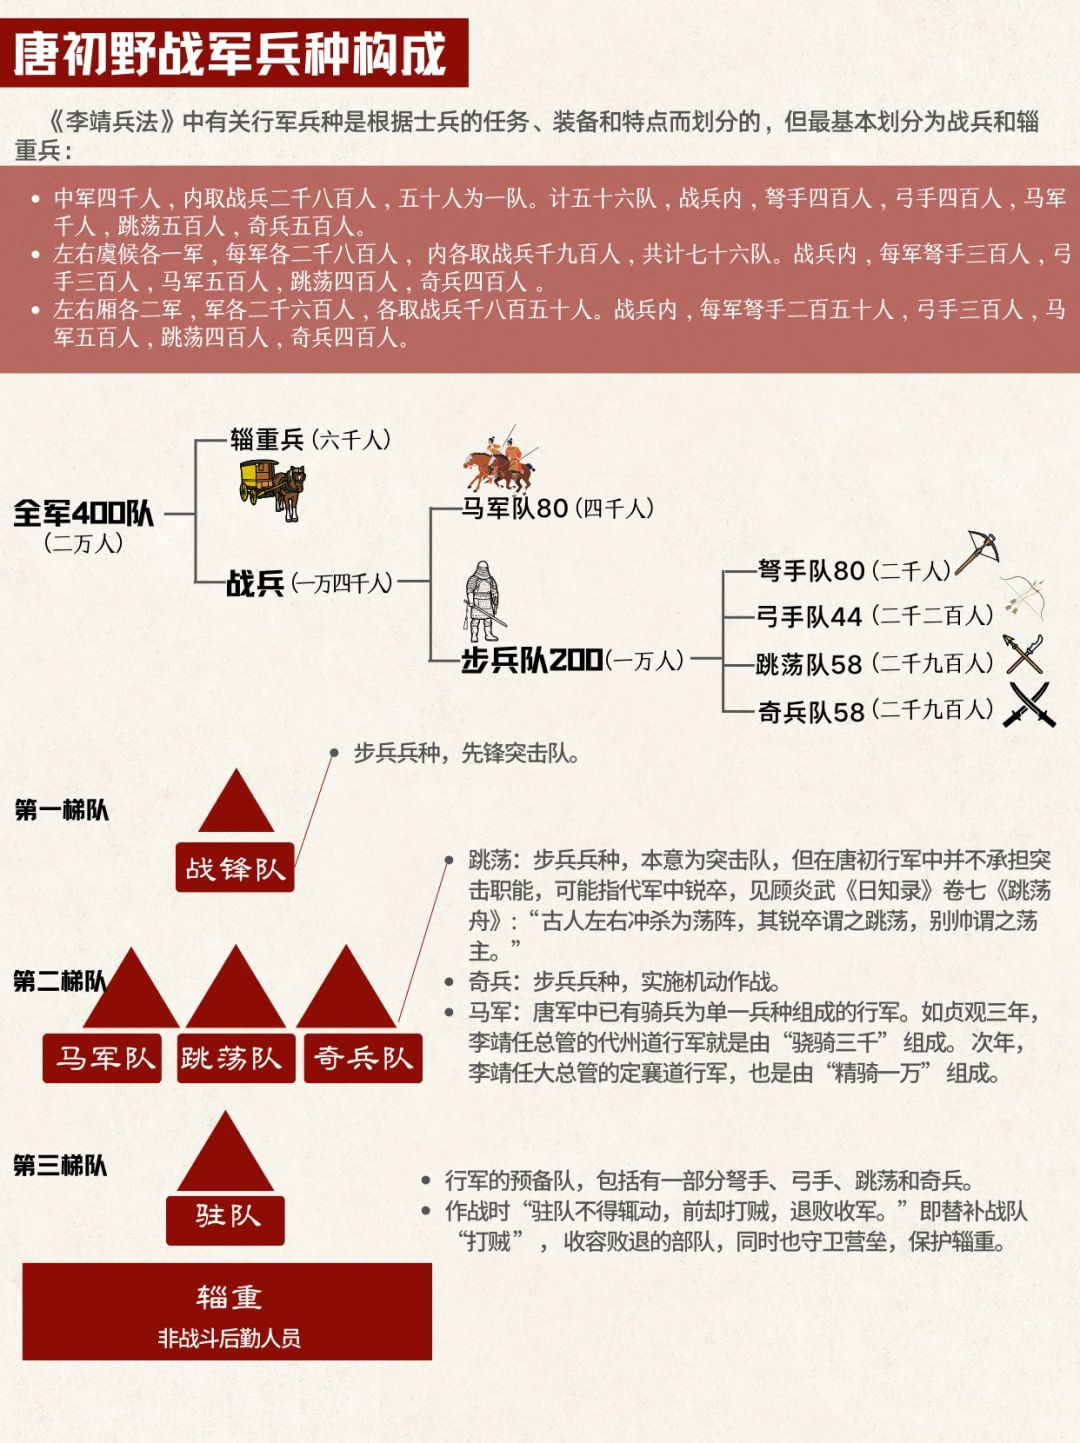 唐初野战军兵种构成
《李靖兵法》中有关行军兵种是根据士兵的任务、装备和特点而划分的，但最基本划分为战兵和辎
重兵：
• 中军四千人，内取战兵二千八百人，五十人为一队。计五十六队，战兵内，弩手四百人，弓手四百人，马军
千人，跳荡五百人，奇兵五百人。
• 左右虞候各一军，每军各二千八百人， 内各取战兵千九百人，共计七十六队。战兵内，每军弩手三百人，弓
手三百人，马军五百人，跳荡四百人，奇兵四百人 。
• 左右厢各二军，军各二千六百人，各取战兵千八百五十人。战兵内，每军弩手二百五十人，弓手三百人，马
军五百人，跳荡四百人，奇兵四百人。
全军400队
(二万人)
辎重兵 (六千人)
战兵 (一万四千人)
马军队80 (四千人)
步兵队200(一万人)
弩手队80 (二千人)
弓手队44 (二千二百人)
跳荡队58 (二千九百人)
奇兵队58 (二千九百人)
第一梯队
战锋队
• 步兵兵种，先锋突击队。
第二梯队
马军队 跳荡队 奇兵队
• 跳荡：步兵兵种，本意为突击队，但在唐初行军中并不承担突
击职能，可能指代军中锐卒，见顾炎武《日知录》卷七《跳荡
舟》:“古人左右冲杀为荡阵，其锐卒谓之跳荡，别帅谓之荡
主。”
• 奇兵：步兵兵种，实施机动作战。
• 马军：唐军中已有骑兵为单一兵种组成的行军。如贞观三年，
李靖任总管的代州道行军就是由“骁骑三千” 组成。 次年，
李靖任大总管的定襄道行军，也是由“精骑一万” 组成。
第三梯队
驻队
• 行军的预备队，包括有一部分弩手、弓手、跳荡和奇兵。
• 作战时“驻队不得辄动，前却打贼，退败收军。”即替补战队
“打贼” ，收容败退的部队，同时也守卫营垒，保护辎重。
辎重
非战斗后勤人员